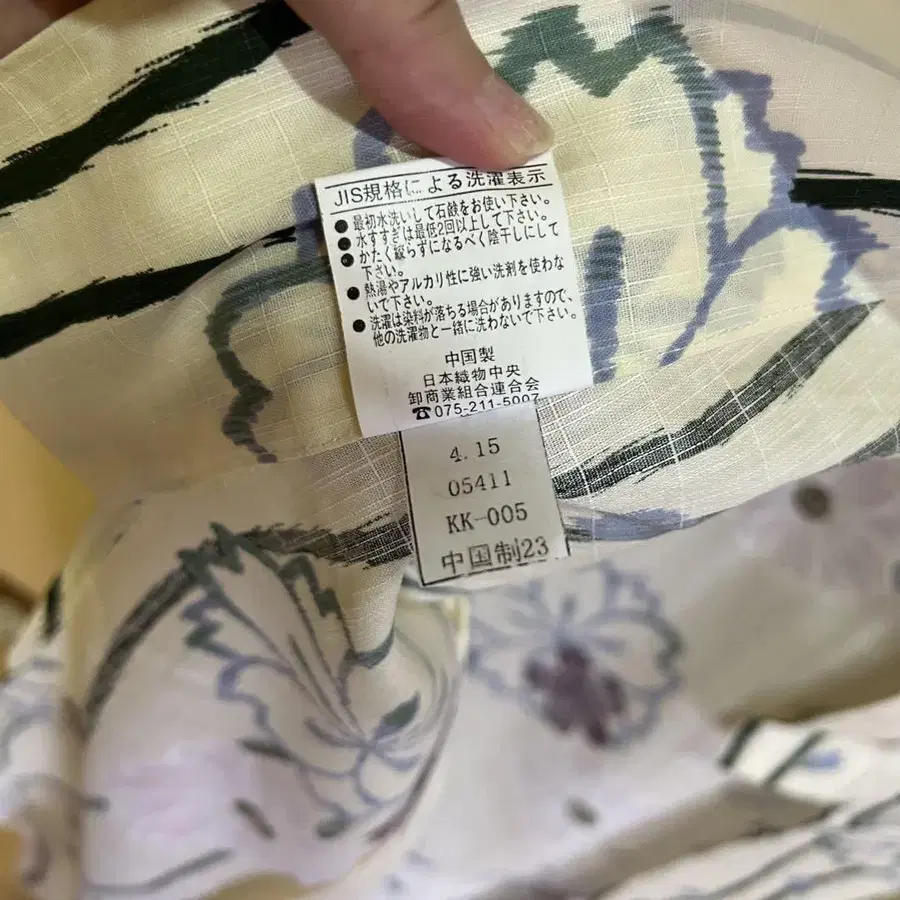 JIS規格による洗濯表示
●最初水洗いして石鹸をお使い下さい。
●水すすぎは最低2回以上して下さい。
●かたく絞らずになるべく陰干しにして
下さい。
●熱湯やアルカリ性に強い洗剤を使わな
いで下さい。
●洗濯は染料が落ちる場合がありますので、
他の洗濯物と一緒に洗わないで下さい。
中国製
日本織物中央
卸商業組合連合会
☎075-211-5007
4.15
05411
KK-005
中国制23